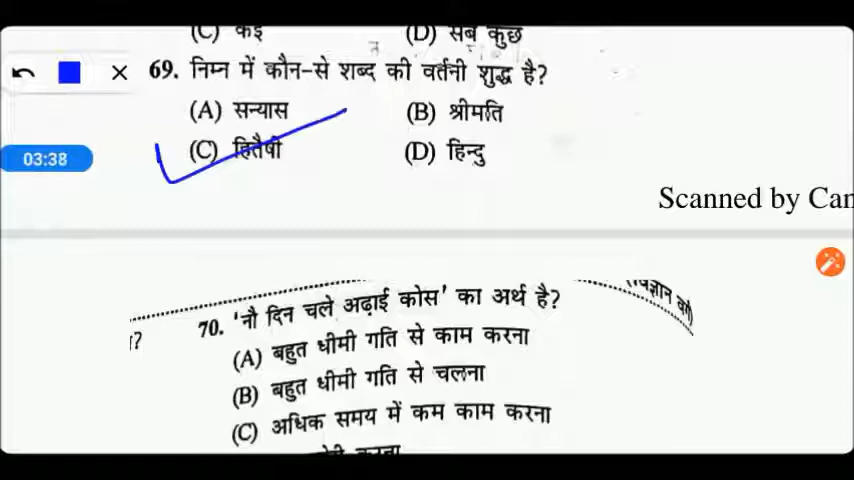 (C) कई (D) सब कुछ
69. निम्न में कौन-से शब्द की वर्तनी शुद्ध है?
(A) सन्यास (B) श्रीमति
03:38
(C) हितैषी (D) हिन्दु
Scanned by Can
70. 'नौ दिन चले अढ़ाई कोस' का अर्थ है?
(A) बहुत धीमी गति से काम करना
(B) बहुत धीमी गति से चलना
(C) अधिक समय में कम काम करना
करना